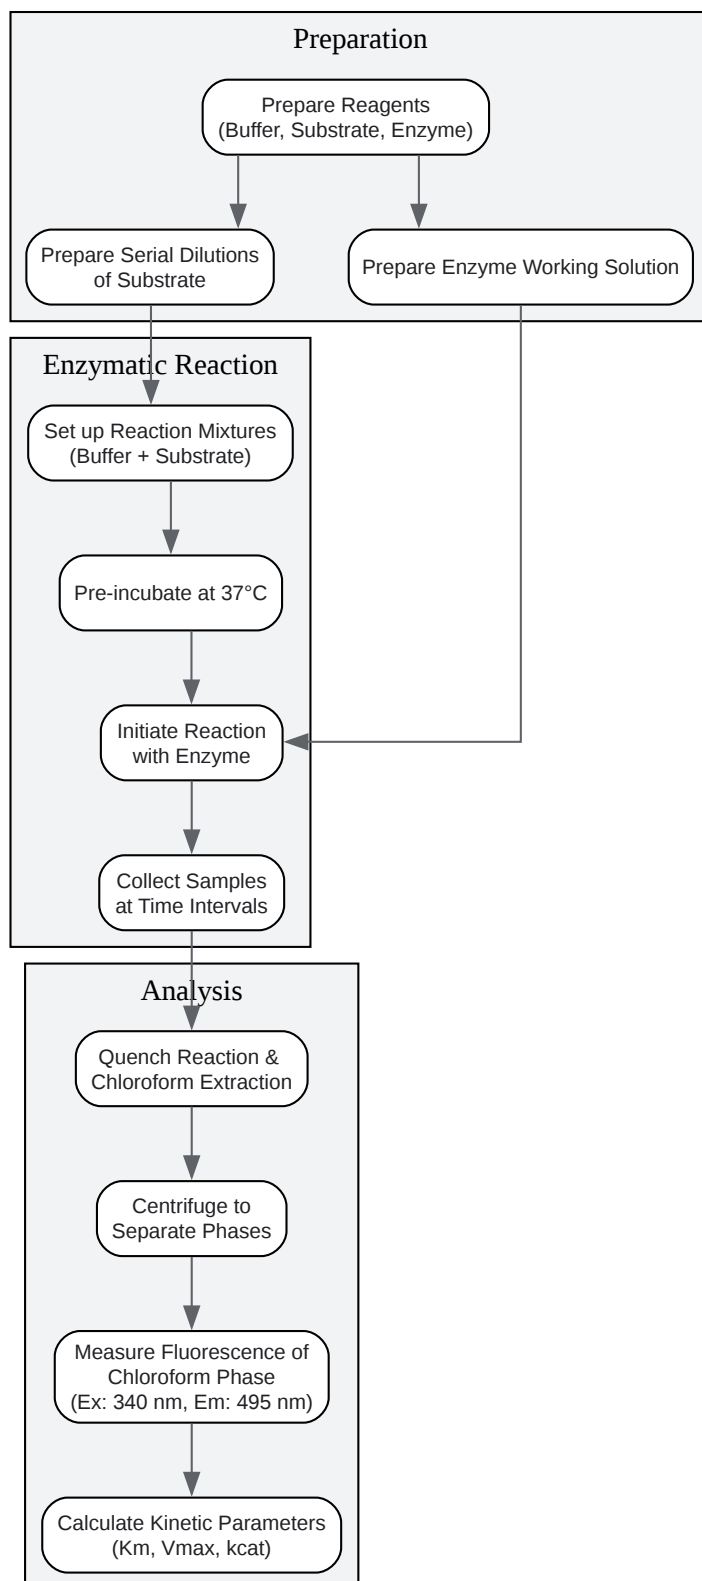 Preparation
Prepare Reagents
(Buffer, Substrate, Enzyme)
Prepare Serial Dilutions
of Substrate
Prepare Enzyme Working Solution
Enzymatic Reaction
Set up Reaction Mixtures
(Buffer + Substrate)
Pre-incubate at 37°C
Initiate Reaction
with Enzyme
Collect Samples
at Time Intervals
Analysis
Quench Reaction &
Chloroform Extraction
Centrifuge to
Separate Phases
Measure Fluorescence of
Chloroform Phase
(Ex: 340 nm, Em: 495 nm)
Calculate Kinetic Parameters
(Km, Vmax, kcat)